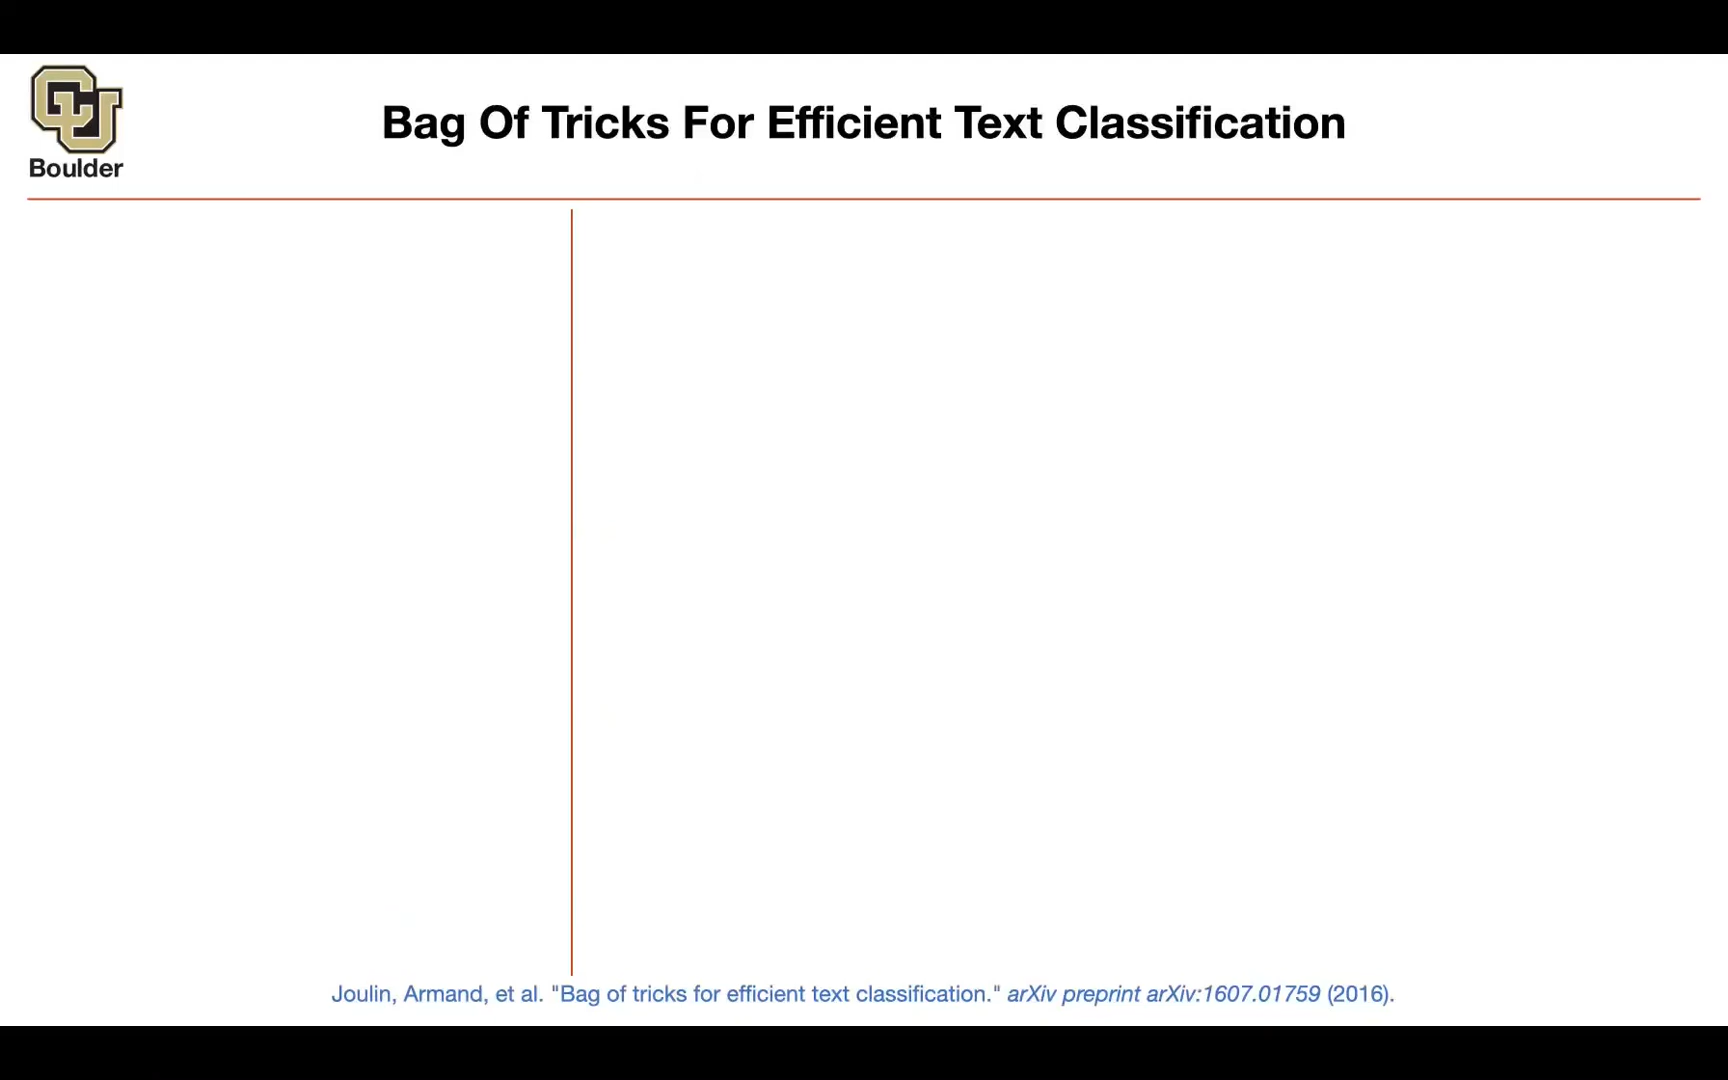 Bag Of Tricks For Efficient Text Classification
CU
Boulder
Joulin, Armand, et al. "Bag of tricks for efficient text classification." arXiv preprint arXiv:1607.01759 (2016).